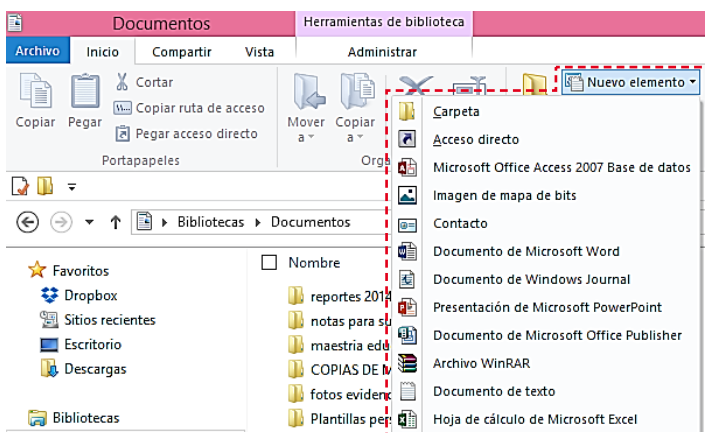 Documentos
Herramientas de biblioteca
Archivo Inicio Compartir Vista Administrar
Nuevo elemento
Cortar
Copiar ruta de acceso
Pegar acceso directo
Copiar Pegar
Mover a Copiar a
Portapapeles
Orga
Bibliotecas Documentos
Favoritos
Dropbox
Sitios recientes
Escritorio
Descargas
Bibliotecas
Nombre
reportes 2014
notas para su
maestria edu
COPIAS DE M
fotos evidenc
Plantillas pers
Carpeta
Acceso directo
Microsoft Office Access 2007 Base de datos
Imagen de mapa de bits
Contacto
Documento de Microsoft Word
Documento de Windows Journal
Presentación de Microsoft PowerPoint
Documento de Microsoft Office Publisher
Archivo WinRAR
Documento de texto
Hoja de cálculo de Microsoft Excel